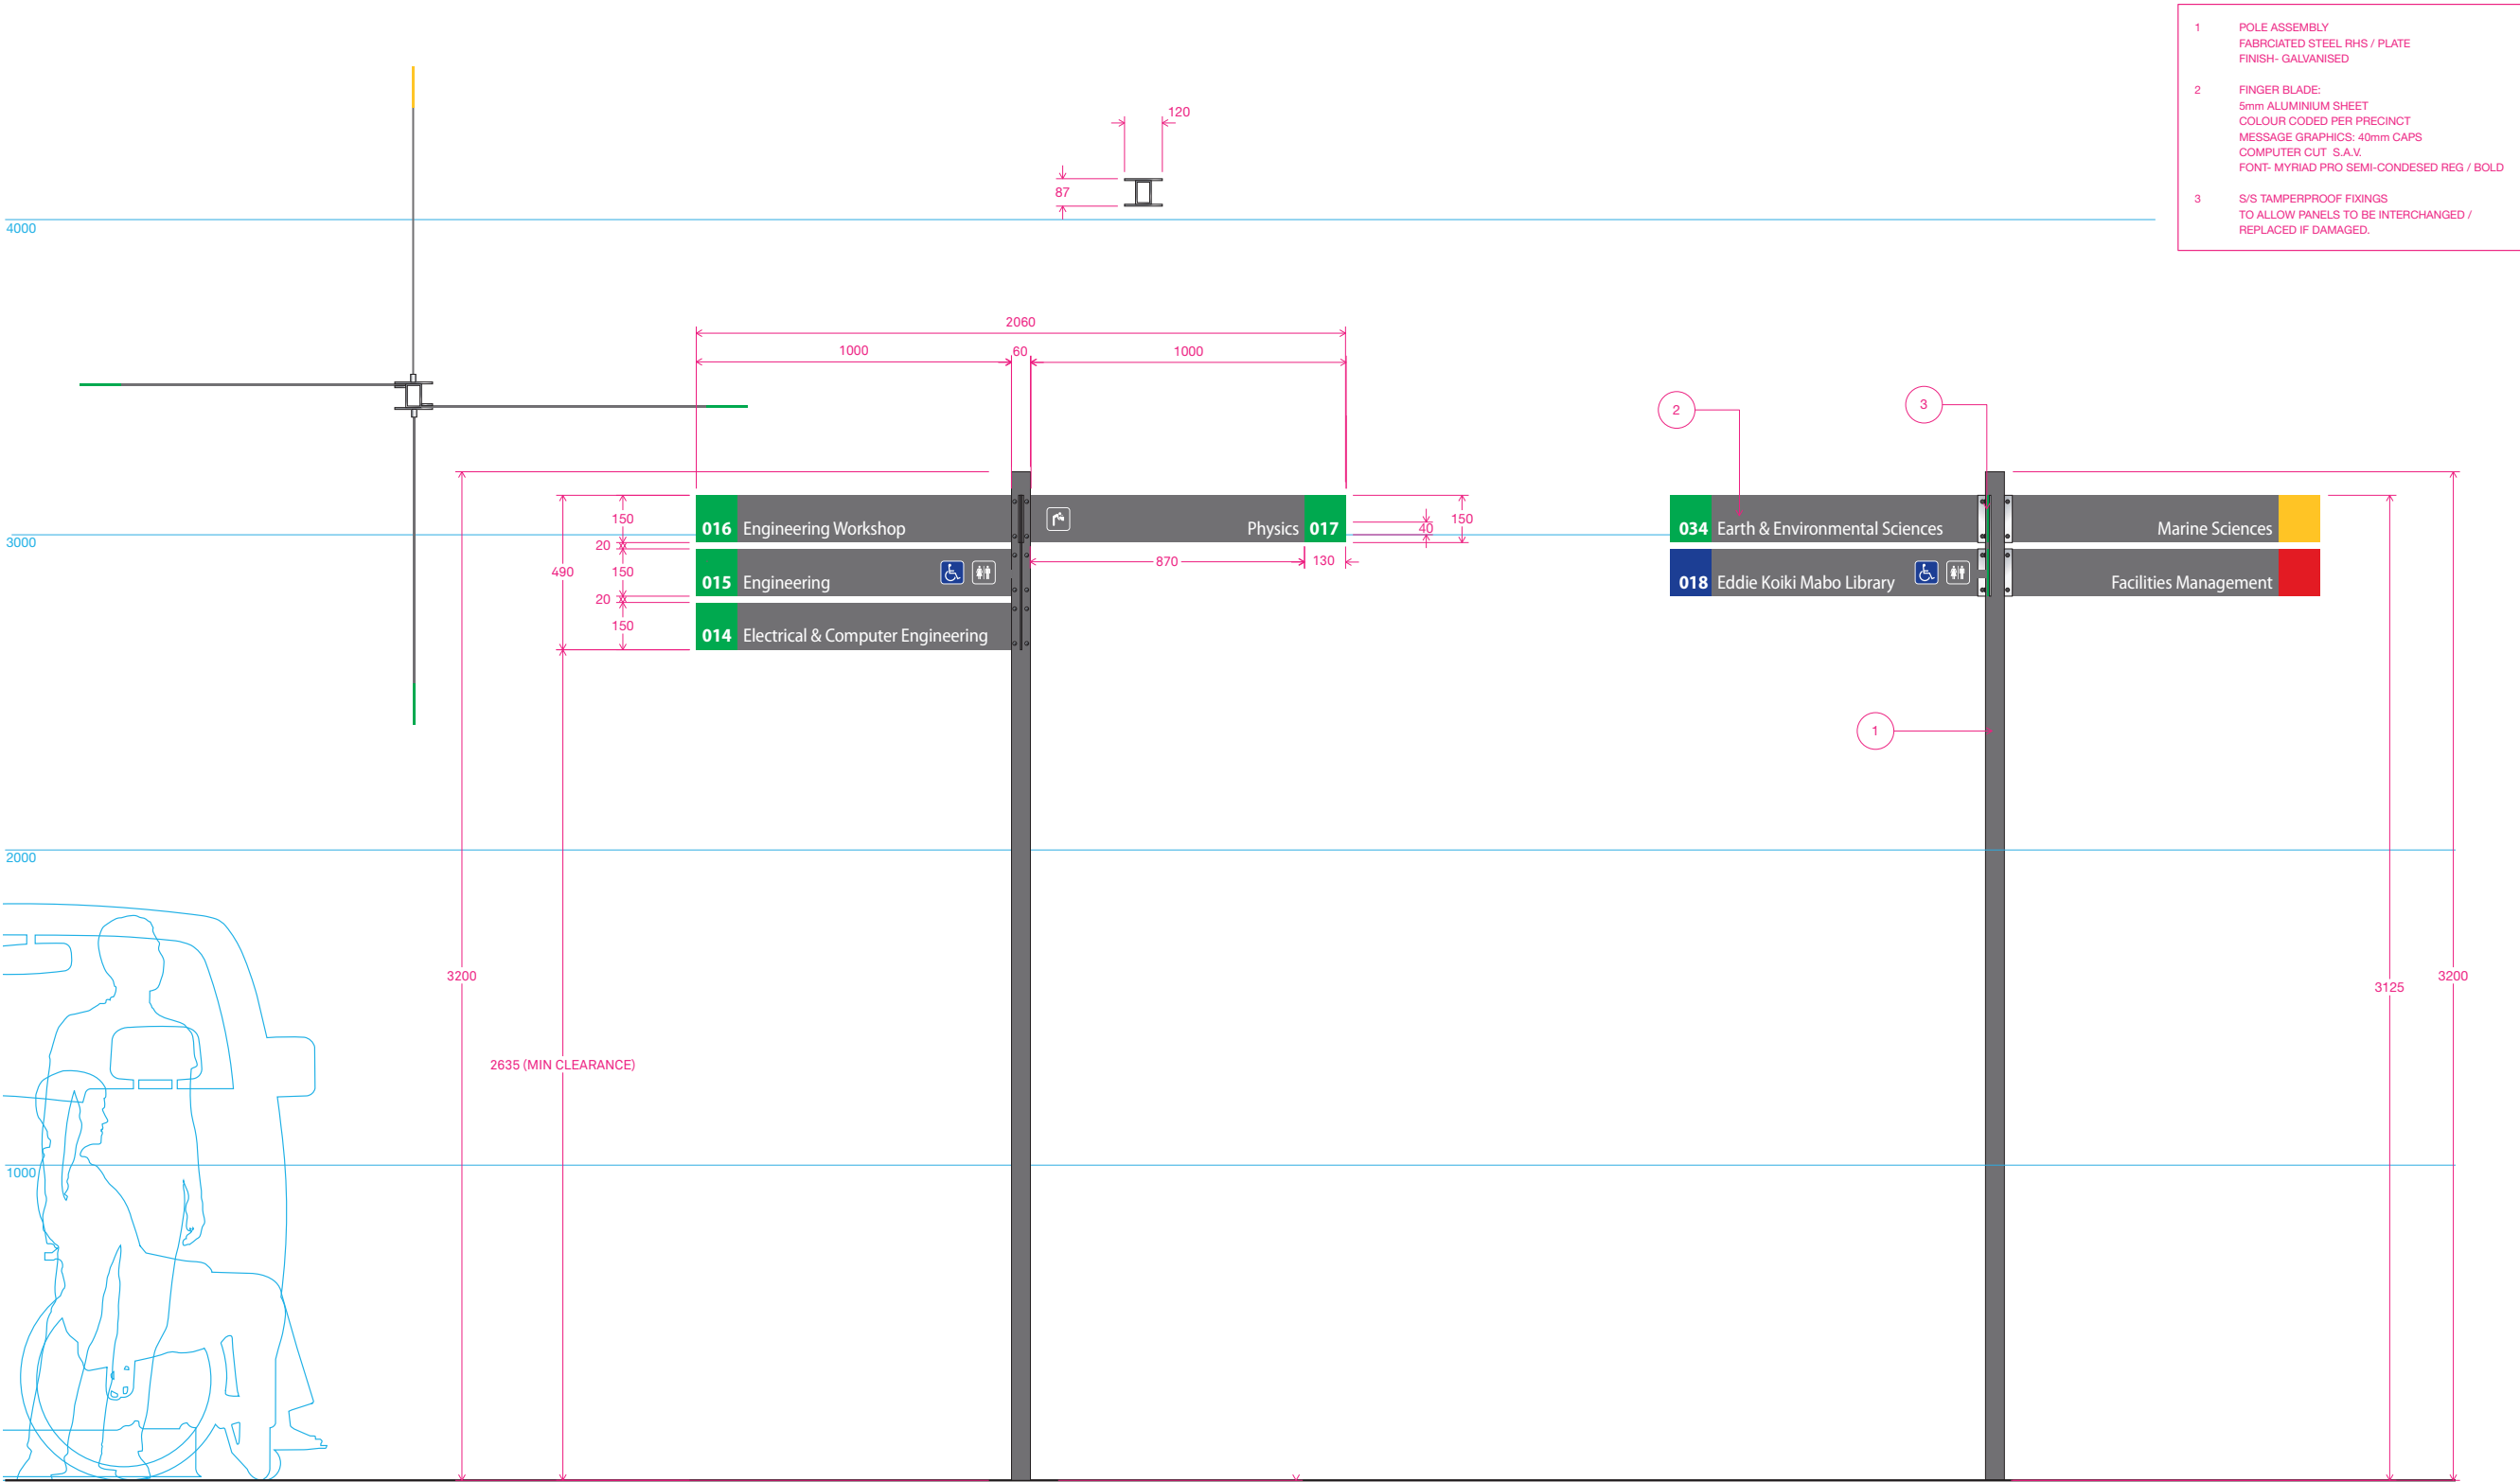 1 POLE ASSEMBLY
FABRCIATED STEEL RHS / PLATE
FINISH- GALVANISED
2 FINGER BLADE:
5mm ALUMINIUM SHEET
COLOUR CODED PER PRECINCT
MESSAGE GRAPHICS: 40mm CAPS
COMPUTER CUT S.A.V.
FONT- MYRIAD PRO SEMI-CONDESED REG / BOLD
3 S/S TAMPERPROOF FIXINGS
TO ALLOW PANELS TO BE INTERCHANGED /
REPLACED IF DAMAGED.
120
87
4000
2060
1000 60 1000
2
3
150
20
150
20
150
490
016 Engineering Workshop
Physics 017
015 Engineering
014 Electrical & Computer Engineering
40
150
870
130
034 Earth & Environmental Sciences
Marine Sciences
018 Eddie Koiki Mabo Library
Facilities Management
3000
1
2000
3200
2635 (MIN CLEARANCE)
3125
3200
1000